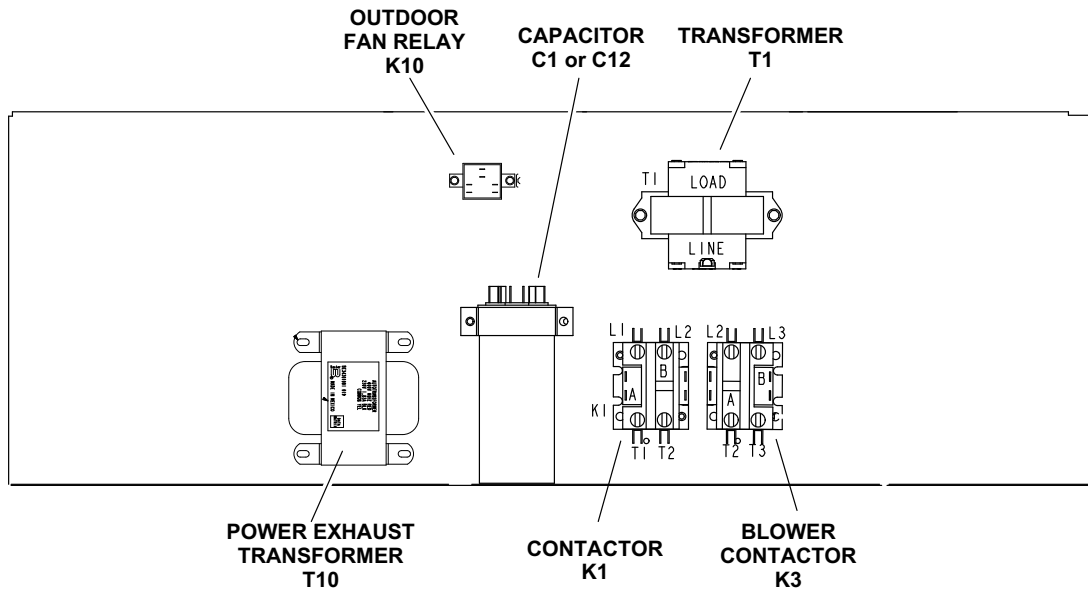 OUTDOOR
FAN RELAY
K10
CAPACITOR
C1 or C12
TRANSFORMER
T1
T1
LOAD
LINE
L1
L2
L2
L3
B
A
B
A
K1
T1
T2
T2
T3
POWER EXHAUST
TRANSFORMER
T10
CONTACTOR
K1
BLOWER
CONTACTOR
K3